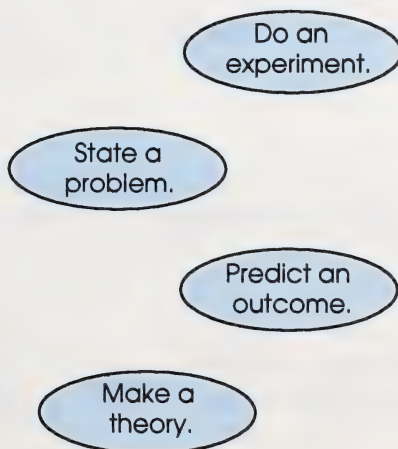 Do an
experiment.
State a
problem.
Predict an
outcome.
Make a
theory.